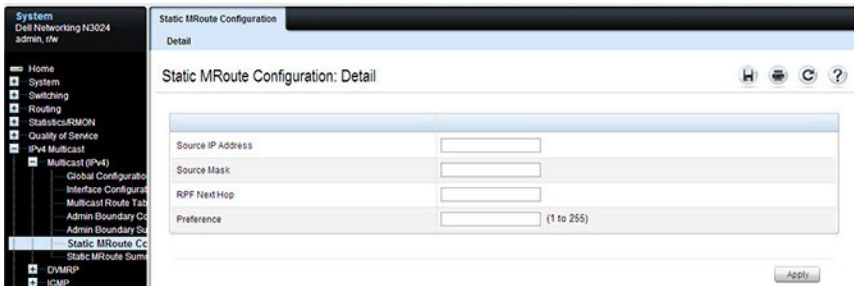 System
Dell Networking N3024
admin, r/w
Home
System
Switching
Routing
Statistics/RMON
Quality of Service
IPv4 Multicast
Multicast (IPv4)
Global Configuratio
Interface Configurat
Multicast Route Tab
Admin Boundary Co
Admin Boundary Su
Static MRoute Co
Static MRoute Summ
DVMRP
IGMP
Static MRoute Configuration
Detail
Static MRoute Configuration: Detail
H
C
?
Source IP Address
Source Mask
RPF Next Hop
Preference (1 to 255)
Apply